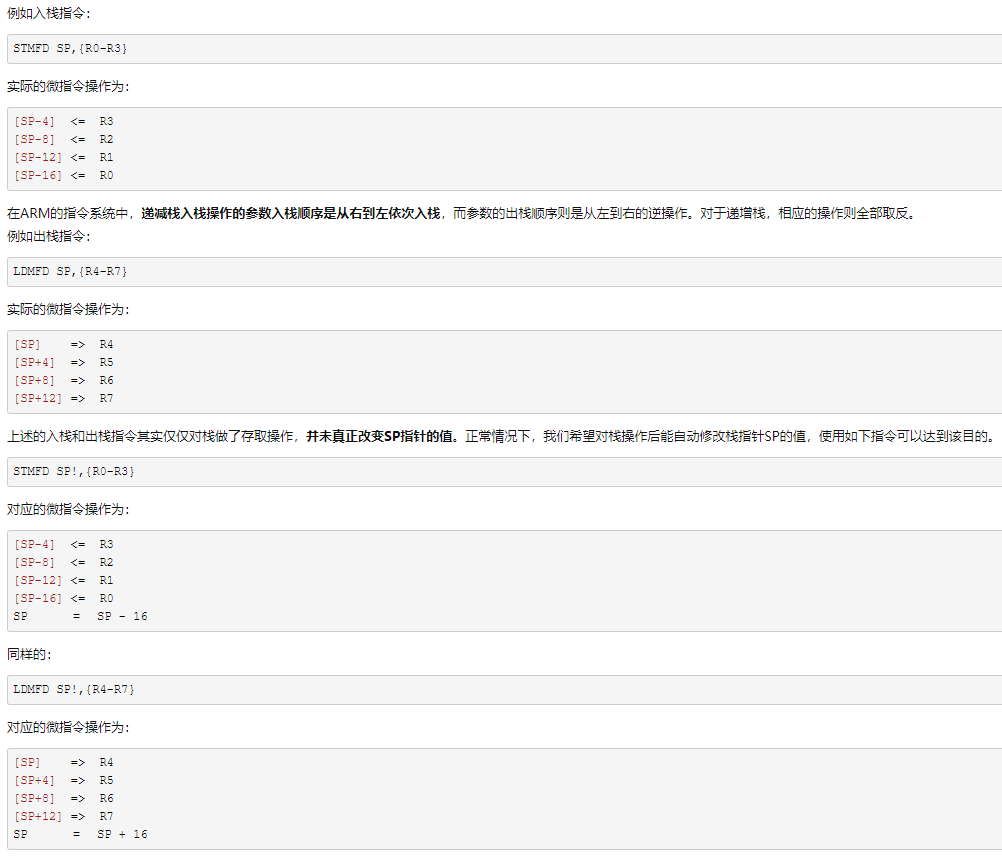 例如入栈指令：
STMFD SP,{R0-R3}
实际的微指令操作为：
[SP-4]  <=  R3
[SP-8]  <=  R2
[SP-12] <=  R1
[SP-16] <=  R0
在ARM的指令系统中，递减栈入栈操作的参数入栈顺序是从右到左依次入栈，而参数的出栈顺序则是从左到右的逆操作。对于递增栈，相应的操作则全部取反。
例如出栈指令：
LDMFD SP,{R4-R7}
实际的微指令操作为：
[SP]    =>  R4
[SP+4]  =>  R5
[SP+8]  =>  R6
[SP+12] =>  R7
上述的入栈和出栈指令其实仅仅对栈做了存取操作，并未真正改变SP指针的值。正常情况下，我们希望对栈操作后能自动修改栈指针SP的值，使用如下指令可以达到该目的。
STMFD SP!,{R0-R3}
对应的微指令操作为：
[SP-4]  <=  R3
[SP-8]  <=  R2
[SP-12] <=  R1
[SP-16] <=  R0
SP      =  SP - 16
同样的：
LDMFD SP!,{R4-R7}
对应的微指令操作为：
[SP]    =>  R4
[SP+4]  =>  R5
[SP+8]  =>  R6
[SP+12] =>  R7
SP      =  SP + 16